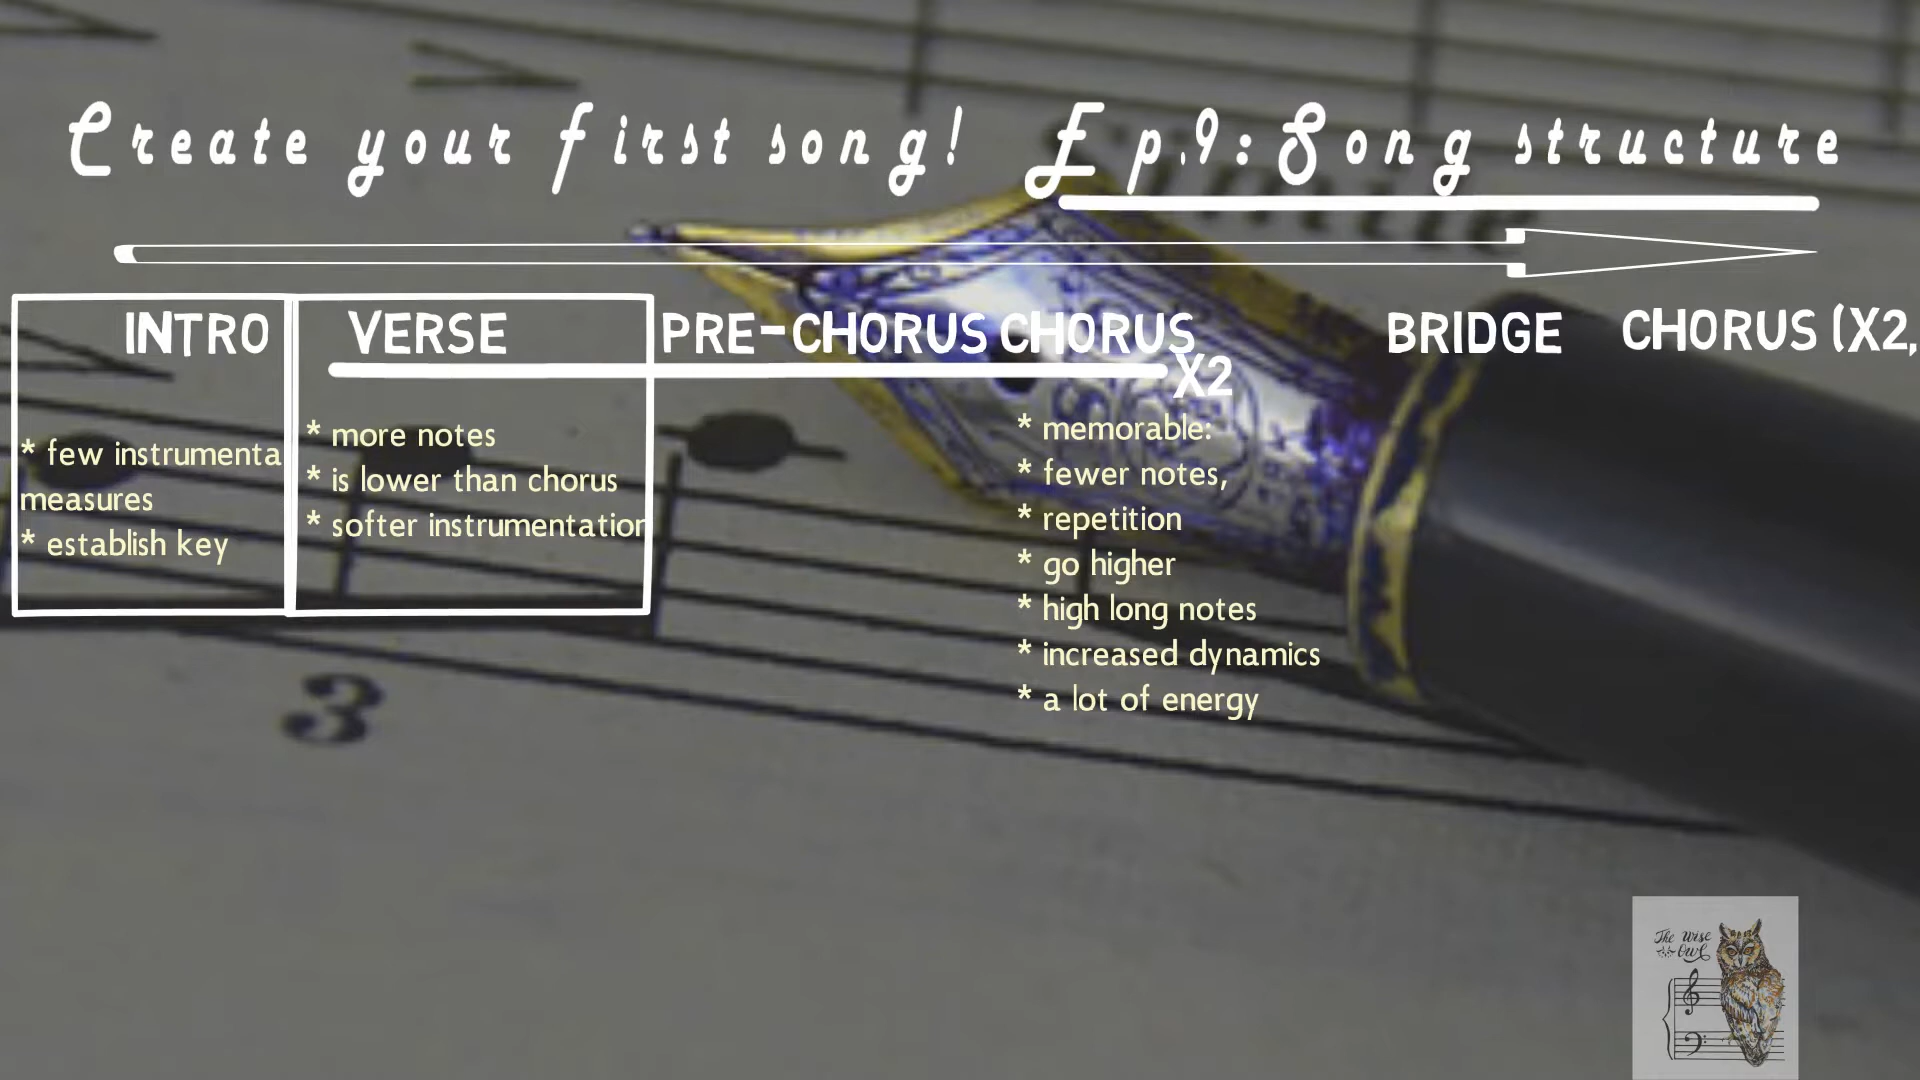 Create your first song! Ep.9: Song structure
INTRO VERSE PRE-CHORUS CHORUS BRIDGE CHORUS (X2,
X2
* few instrumenta
measures
* establish key
* more notes
* is lower than chorus
* softer instrumentation
* memorable:
* fewer notes,
* repetition
* go higher
* high long notes
* increased dynamics
* a lot of energy
3
The Wise
Owl